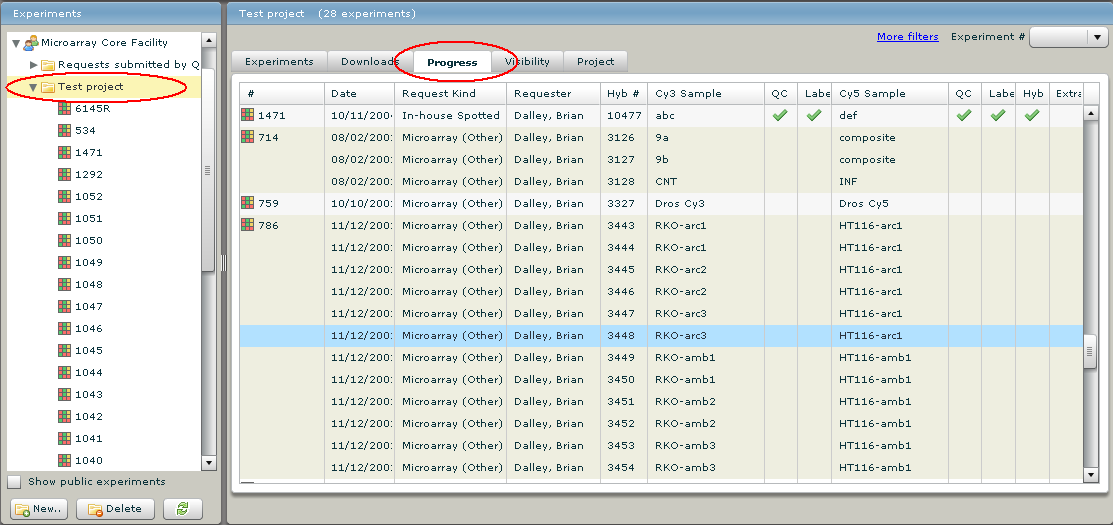 Experiments
Microarray Core Facility
Requests submitted by Q
Test project
6145R
534
1471
1292
1052
1051
1050
1049
1048
1047
1046
1045
1044
1043
1042
1041
1040
Show public experiments
New..
Delete
Test project (28 experiments)
More filters Experiment #
Experiments Downloads Progress Visibility Project
# Date Request Kind Requester Hyb # Cy3 Sample QC Labe Cy5 Sample QC Labe Hyb Extra
1471 10/11/200 In-house Spotted Dalley, Brian 10477 abc def
714 08/02/200 Microarray (Other) Dalley, Brian 3126 9a composite
08/02/200 Microarray (Other) Dalley, Brian 3127 9b composite
08/02/200 Microarray (Other) Dalley, Brian 3128 CNT INF
759 10/10/200 Microarray (Other) Dalley, Brian 3327 Dros Cy3 Dros Cy5
786 11/12/200 Microarray (Other) Dalley, Brian 3443 RKO-arc1 HT116-arc1
11/12/200 Microarray (Other) Dalley, Brian 3444 RKO-arc1 HT116-arc1
11/12/200 Microarray (Other) Dalley, Brian 3445 RKO-arc2 HT116-arc1
11/12/200 Microarray (Other) Dalley, Brian 3446 RKO-arc2 HT116-arc1
11/12/200 Microarray (Other) Dalley, Brian 3447 RKO-arc3 HT116-arc1
11/12/200 Microarray (Other) Dalley, Brian 3448 RKO-arc3 HT116-arc1
11/12/200 Microarray (Other) Dalley, Brian 3449 RKO-amb1 HT116-amb1
11/12/200 Microarray (Other) Dalley, Brian 3450 RKO-amb1 HT116-amb1
11/12/200 Microarray (Other) Dalley, Brian 3451 RKO-amb2 HT116-amb1
11/12/200 Microarray (Other) Dalley, Brian 3452 RKO-amb2 HT116-amb1
11/12/200 Microarray (Other) Dalley, Brian 3453 RKO-amb3 HT116-amb1
11/12/200 Microarray (Other) Dalley, Brian 3454 RKO-amb3 HT116-amb1